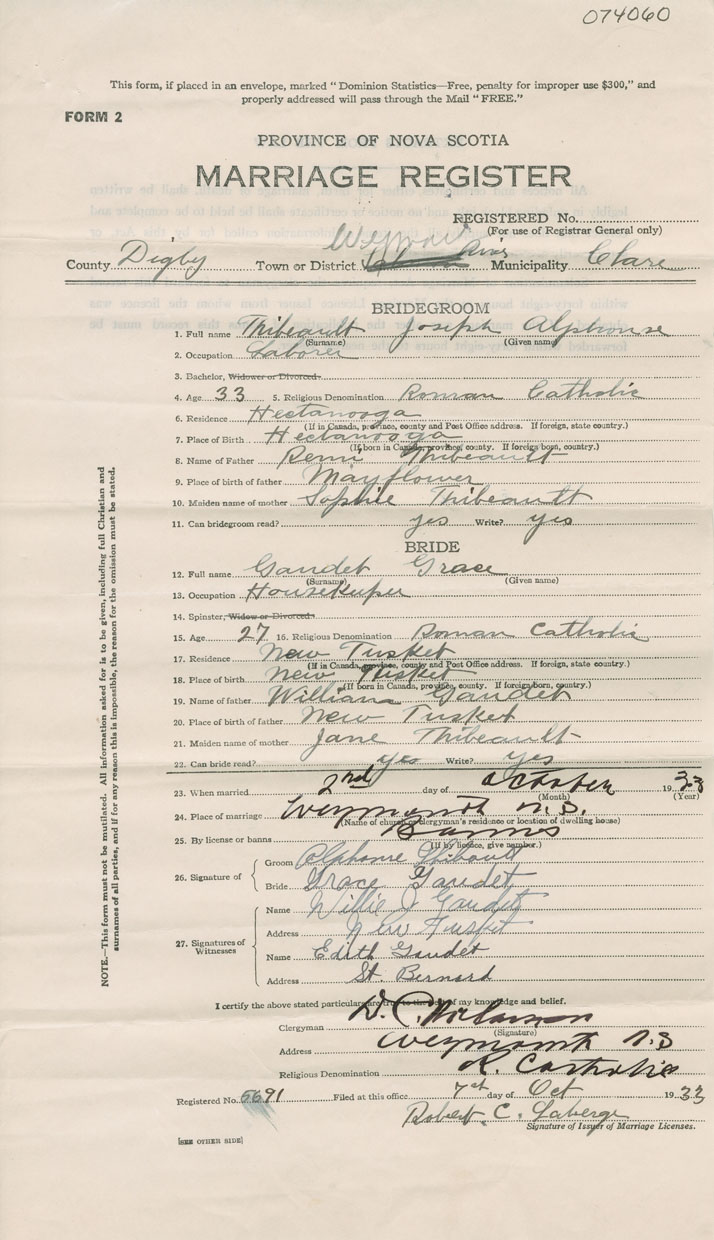 074060
This form, if placed in an envelope, marked "Dominion Statistics—Free, penalty for improper use $300," and
properly addressed will pass through the Mail "FREE."
FORM 2
PROVINCE OF NOVA SCOTIA
MARRIAGE REGISTER
REGISTERED No.
(For use of Registrar General only)
County Digby Town or District Municipality Clare
BRIDEGROOM
1. Full name Thibeault Joseph Alphonse
(Surname) (Given name)
2. Occupation Laborer
3. Bachelor, Widower or Divorced
4. Age 33 5. Religious Denomination Roman Catholic
6. Residence Hectanooga
(If in Canada, province, county and Post Office address. If foreign, state country.)
7. Place of Birth Hectanooga
(If born in Canada, province, county. If foreign born, country.)
8. Name of Father Remi Thibeault
9. Place of birth of father Mayflower
10. Maiden name of mother Sophie Thibeault
11. Can bridegroom read? yes Write? yes
BRIDE
12. Full name Gaudet Grace
(Surname) (Given name)
13. Occupation Housekeeper
14. Spinster, Widow or Divorced
15. Age 27 16. Religious Denomination Roman Catholic
17. Residence New Tusket
(If in Canada, province, county and Post Office address. If foreign, state country.)
18. Place of birth New Tusket
(If born in Canada, province, county. If foreign born, country.)
19. Name of father William Gaudet
20. Place of birth of father New Tusket
21. Maiden name of mother Jane Thibeault
22. Can bride read? yes Write? yes
23. When married 2nd day of October 1933
(Month) (Year)
24. Place of marriage Weymouth N.S.
(Name of church or clergyman's residence or location of dwelling house)
25. By license or banns Banns
(If by licence, give number.)
26. Signature of
Groom Alphonse Thibault
Bride Grace Gaudet
27. Signatures of Witnesses
Name Willie J Gaudet
Address New Tusket
Name Edith Gaudet
Address St. Bernard
I certify the above stated particulars are true to the best of my knowledge and belief.
Clergyman D. C.
(Signature)
Address Weymouth N.S
Religious Denomination R. Catholic
Registered No. 5691 Filed at this office 7th day of Oct 1933
Robert C. Laberge
Signature of Issuer of Marriage Licenses.
[SEE OTHER SIDE]
NOTE.—This form must not be mutilated. All information asked for is to be given, including full Christian and
surnames of all parties, and if for any reason this is impossible, the reason for the omission must be stated.